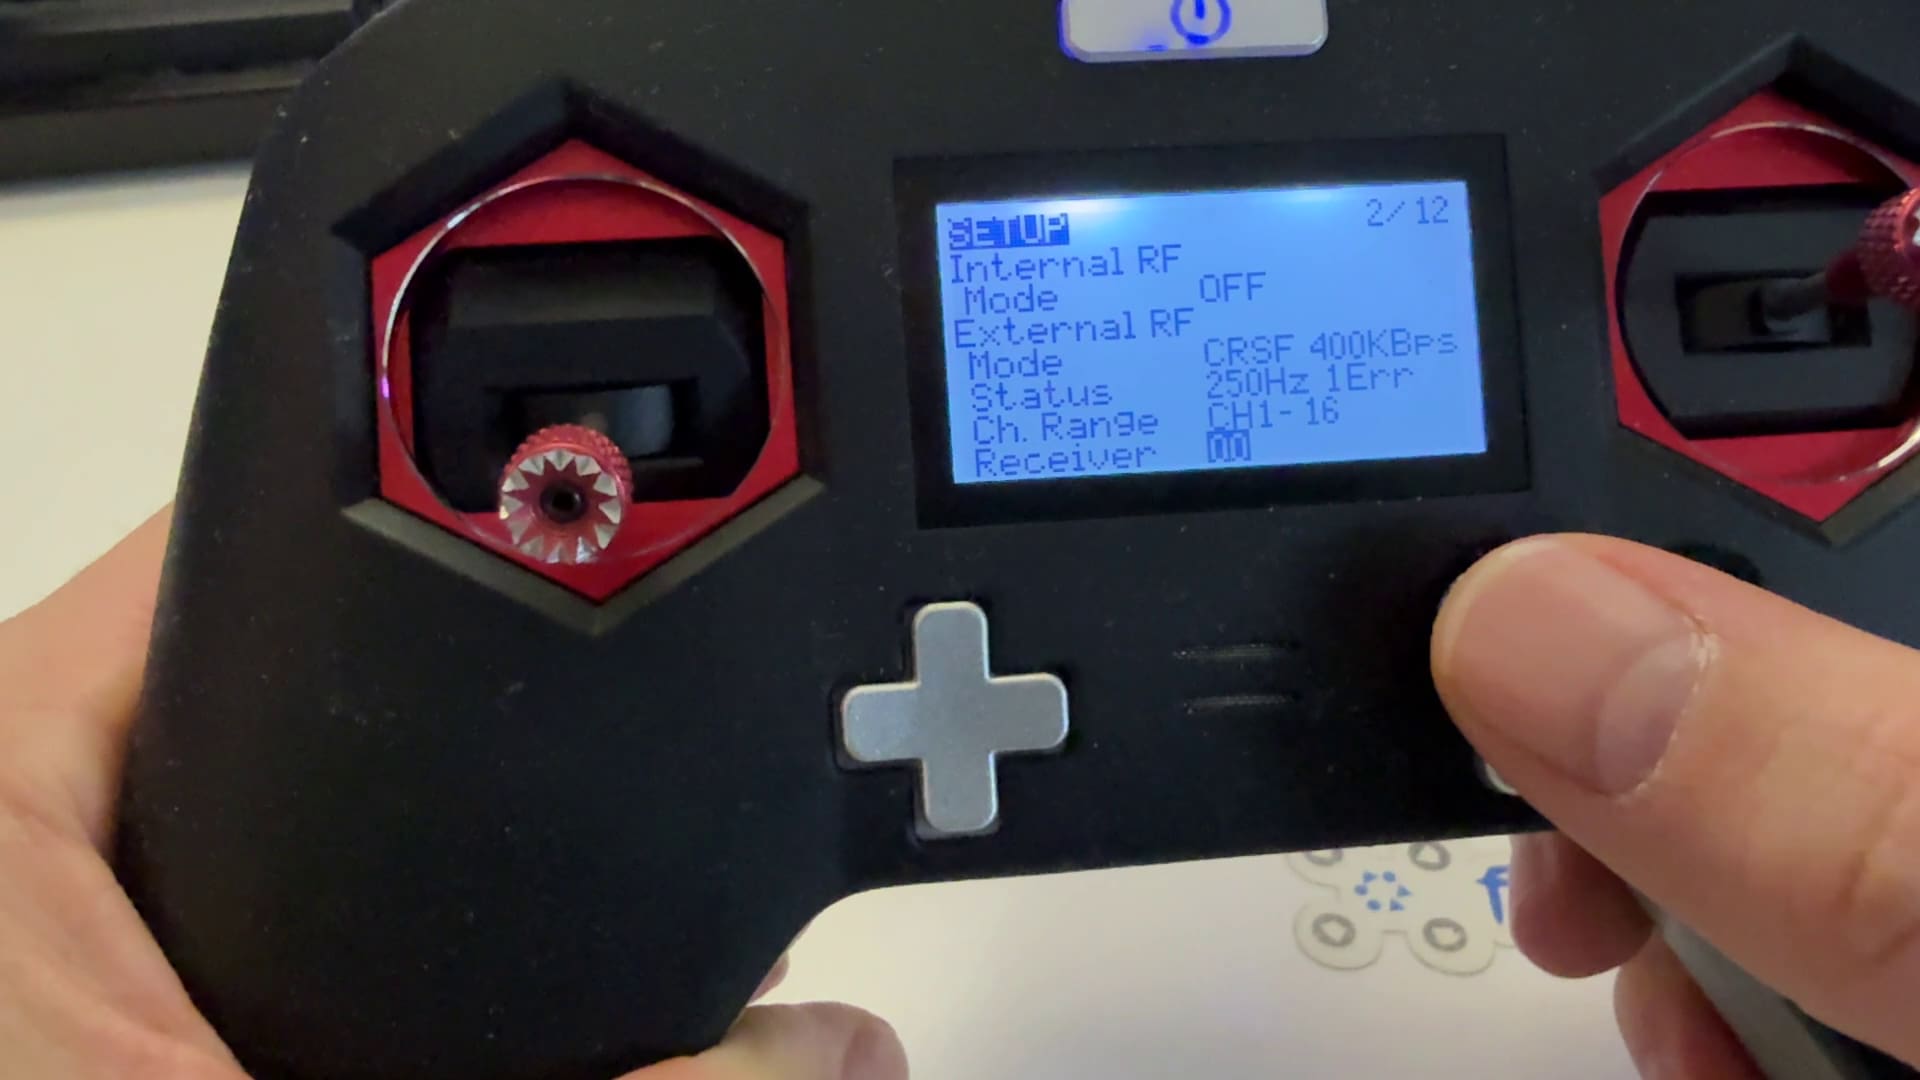 SETUP 2/12
Internal RF
Mode OFF
External RF
Mode CRSF 400KBps
Status 250Hz 1Err
Ch. Range CH1-16
Receiver 00
f